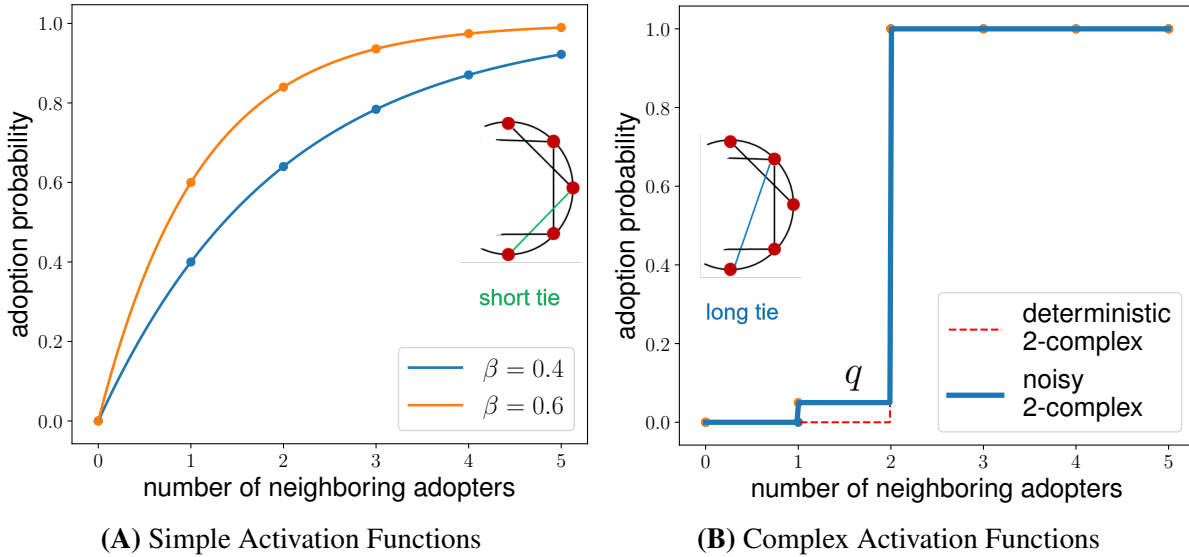 1.0
0.8
0.6
0.4
0.2
0.0
0 1 2 3 4 5
adoption probability
number of neighboring adopters
short tie
β = 0.4
β = 0.6
(A) Simple Activation Functions
1.0
0.8
0.6
0.4
0.2
0.0
0 1 2 3 4 5
adoption probability
number of neighboring adopters
long tie
q
deterministic
2-complex
noisy
2-complex
(B) Complex Activation Functions